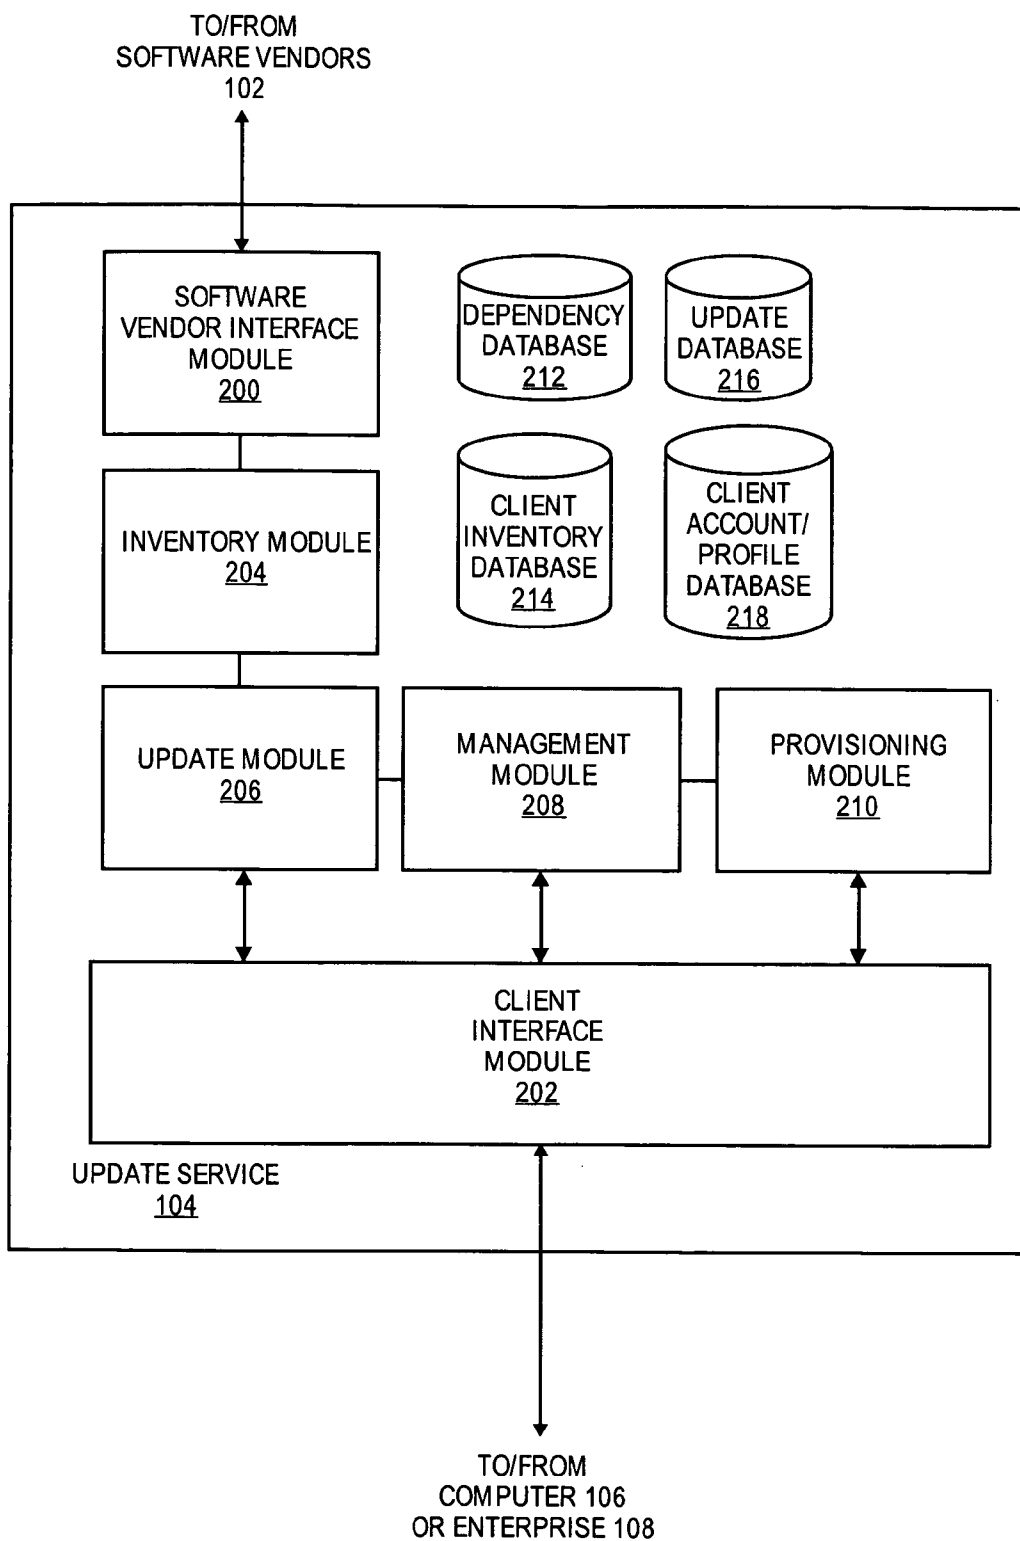 TO/FROM
SOFTWARE VENDORS
102
SOFTWARE
VENDOR INTERFACE
MODULE
200
DEPENDENCY
DATABASE
212
UPDATE
DATABASE
216
INVENTORY MODULE
204
CLIENT
INVENTORY
DATABASE
214
CLIENT
ACCOUNT/
PROFILE
DATABASE
218
UPDATE MODULE
206
MANAGEMENT
MODULE
208
PROVISIONING
MODULE
210
CLIENT
INTERFACE
MODULE
202
UPDATE SERVICE
104
TO/FROM
COMPUTER 106
OR ENTERPRISE 108